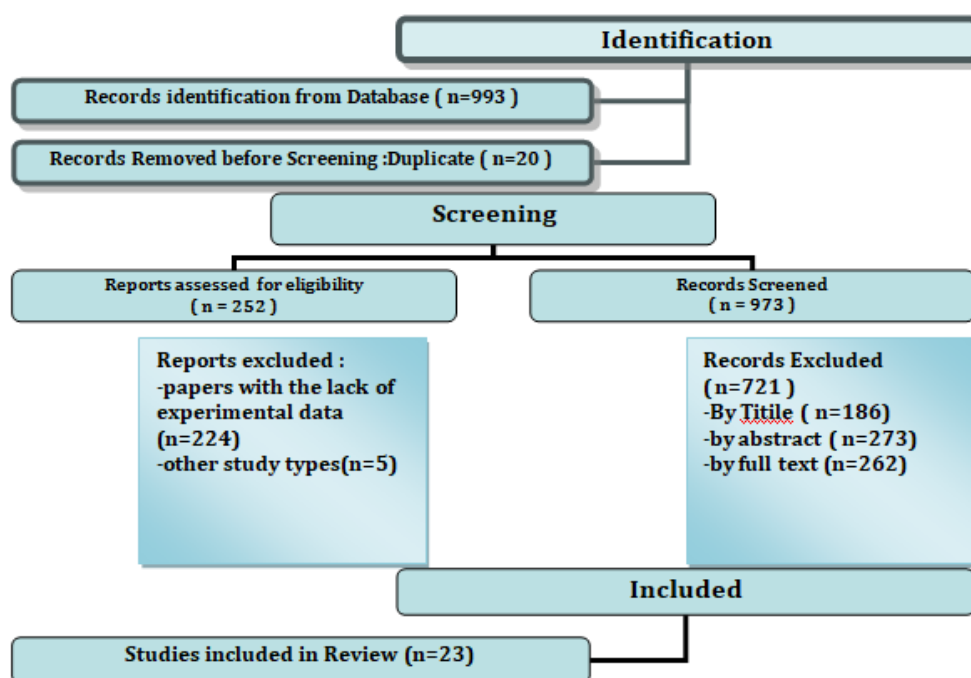 Identification
Records identification from Database ( n=993 )
Records Removed before Screening :Duplicate ( n=20 )
Screening
Reports assessed for eligibility
( n = 252 )
Records Screened
( n = 973 )
Reports excluded :
-papers with the lack of
experimental data
(n=224)
-other study types(n=5)
Records Excluded
(n=721 )
-By Titile ( n=186)
-by abstract ( n=273)
-by full text (n=262)
Included
Studies included in Review (n=23)